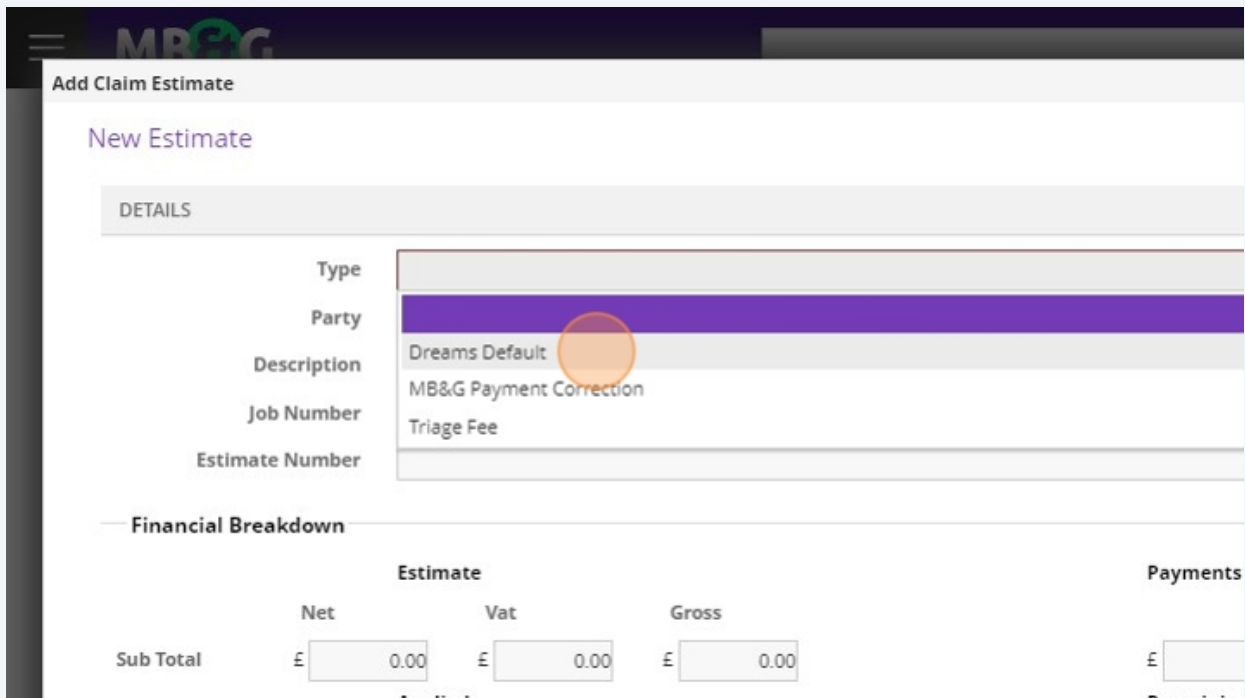 MB&G
Add Claim Estimate
New Estimate
DETAILS
Type
Party
Dreams Default
Description
MB&G Payment Correction
Job Number
Triage Fee
Estimate Number
Financial Breakdown
Estimate Payments
Net Vat Gross
Sub Total £ 0.00 £ 0.00 £ 0.00 £